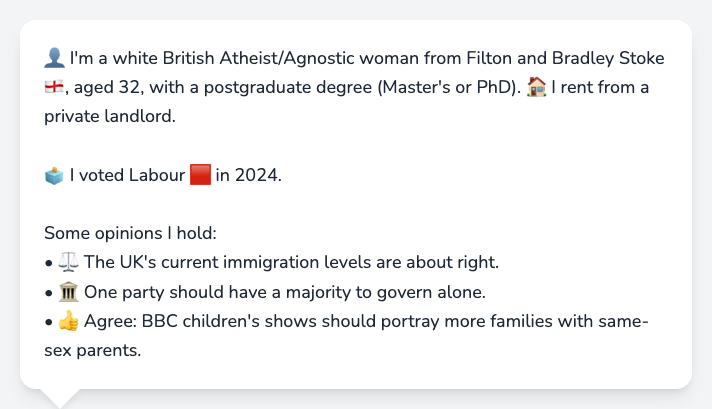 👤 I'm a white British Atheist/Agnostic woman from Filton and Bradley Stoke
🏴󠁧󠁢󠁥󠁮󠁧󠁿, aged 32, with a postgraduate degree (Master's or PhD). 🏠 I rent from a
private landlord.
🗳️ I voted Labour 🟥 in 2024.
Some opinions I hold:
• ⚖️ The UK's current immigration levels are about right.
• 🏛️ One party should have a majority to govern alone.
• 👍 Agree: BBC children's shows should portray more families with same-
sex parents.